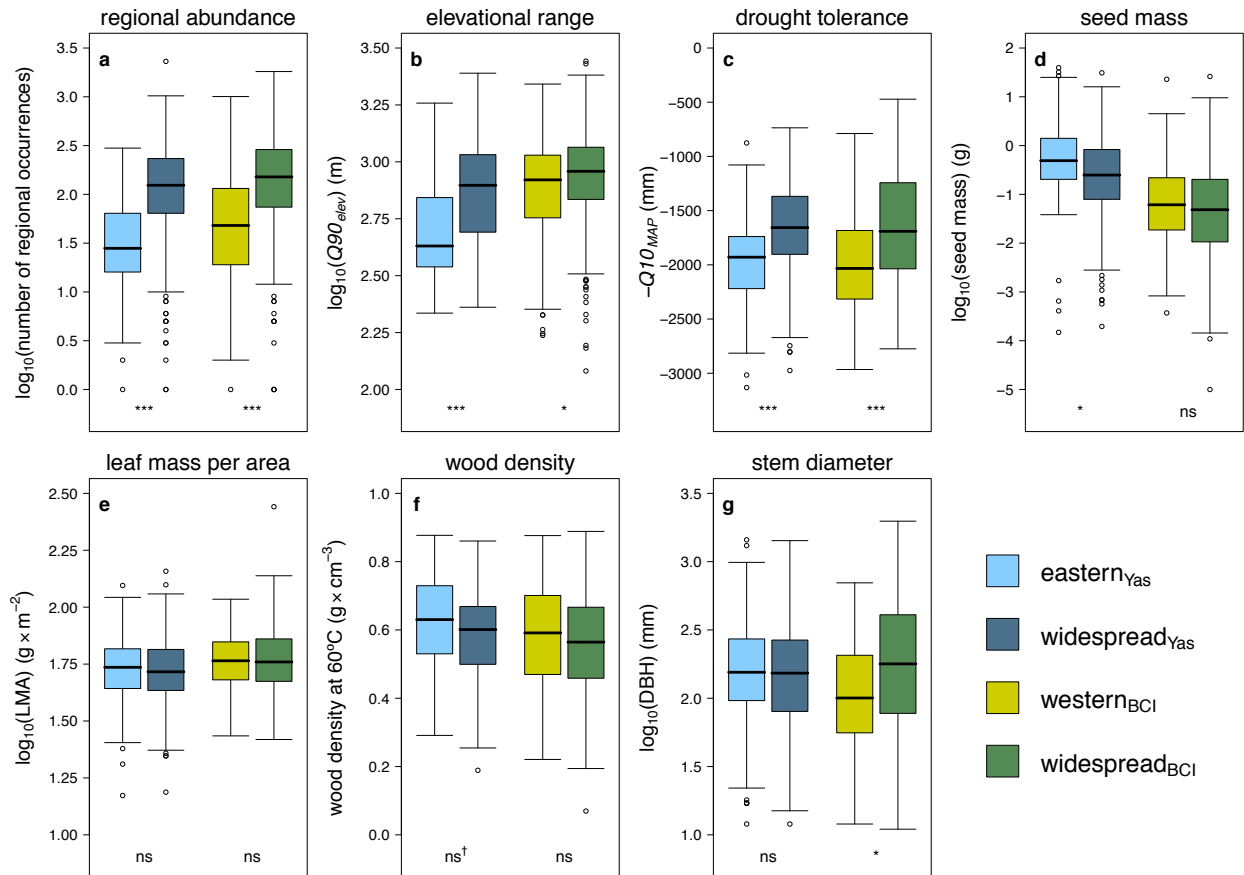 regional abundance
a
log10(number of regional occurrences)
3.5
3.0
2.5
2.0
1.5
1.0
0.5
0.0
***
***
elevational range
b
log10(Q90elev) (m)
3.50
3.25
3.00
2.75
2.50
2.25
2.00
***
*
drought tolerance
c
−Q10MAP (mm)
0
−500
−1000
−1500
−2000
−2500
−3000
***
***
seed mass
d
log10(seed mass) (g)
2
1
0
−1
−2
−3
−4
−5
*
ns
leaf mass per area
e
log10(LMA) (g × m−2)
2.50
2.25
2.00
1.75
1.50
1.25
1.00
ns
ns
wood density
f
wood density at 60ºC (g × cm−3)
1.0
0.8
0.6
0.4
0.2
0.0
ns†
ns
stem diameter
g
log10(DBH) (mm)
3.5
3.0
2.5
2.0
1.5
1.0
ns
*
easternYas
widespreadYas
westernBCI
widespreadBCI